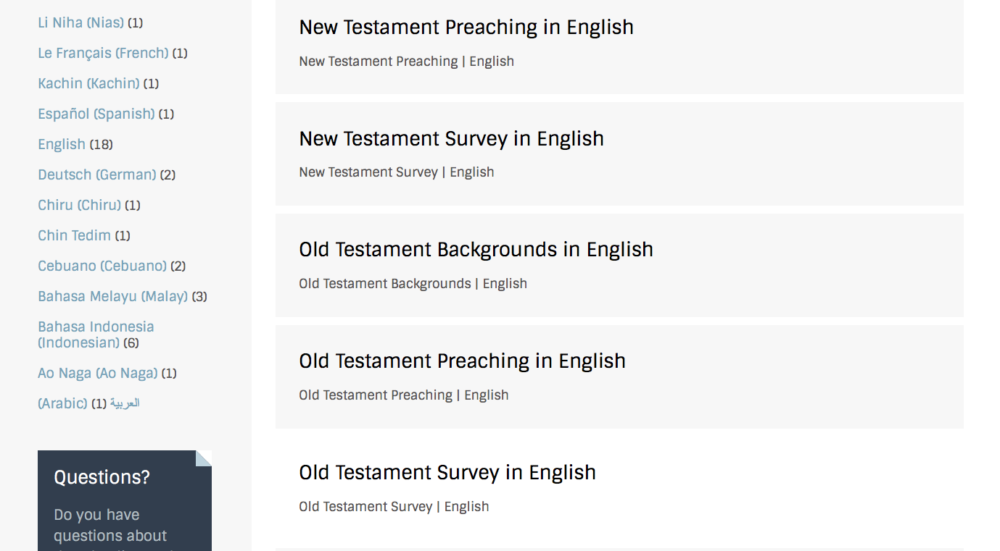 Li Niha (Nias) (1)
Le Français (French) (1)
Kachin (Kachin) (1)
Español (Spanish) (1)
English (18)
Deutsch (German) (2)
Chiru (Chiru) (1)
Chin Tedim (1)
Cebuano (Cebuano) (2)
Bahasa Melayu (Malay) (3)
Bahasa Indonesia
(Indonesian) (6)
Ao Naga (Ao Naga) (1)
(Arabic) (1) العربية
Questions?
Do you have
questions about
New Testament Preaching in English
New Testament Preaching | English
New Testament Survey in English
New Testament Survey | English
Old Testament Backgrounds in English
Old Testament Backgrounds | English
Old Testament Preaching in English
Old Testament Preaching | English
Old Testament Survey in English
Old Testament Survey | English